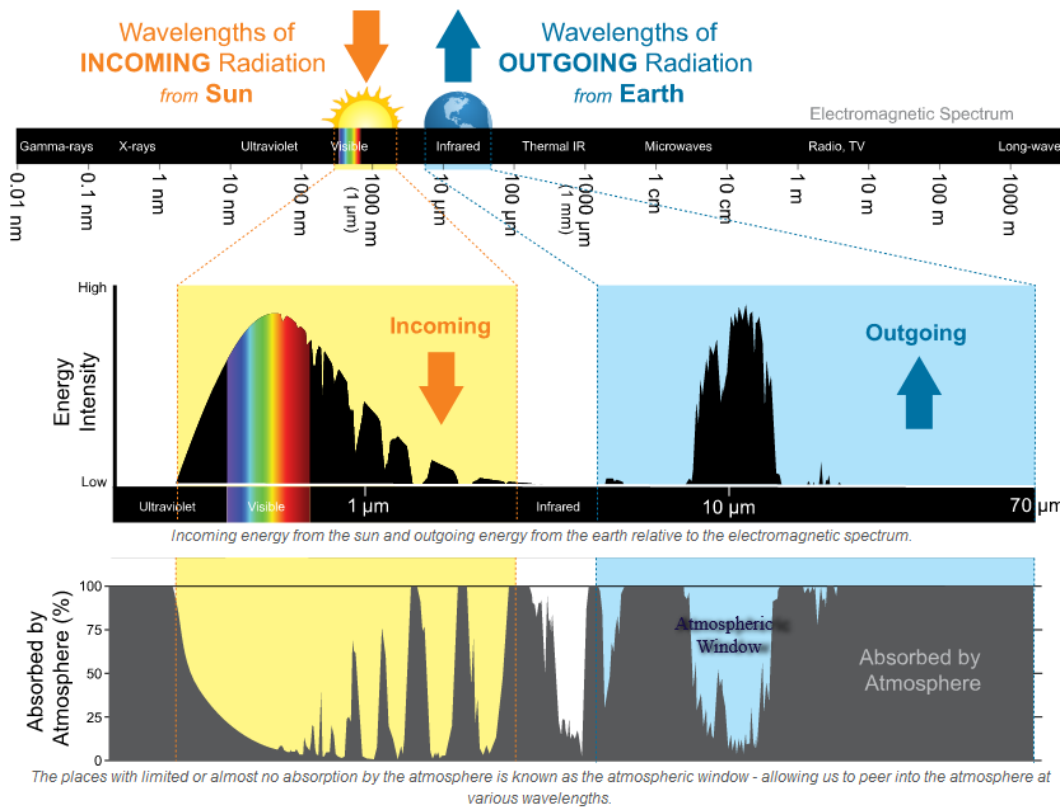 Wavelengths of
INCOMING Radiation
from Sun
Wavelengths of
OUTGOING Radiation
from Earth
Electromagnetic Spectrum
Gamma-rays X-rays Ultraviolet Visible Infrared Thermal IR Microwaves Radio, TV Long-wave
0.01 nm
0.1 nm
1 nm
10 nm
100 nm
(1 µm)
10 µm
100 µm
100 µm
(1 mm)
1 cm
10 cm
1 m
10 m
100 m
1000 m
High
Energy
Intensity
Low
Incoming
Outgoing
Ultraviolet Visible 1 µm Infrared 10 µm 70 µm
Incoming energy from the sun and outgoing energy from the earth relative to the electromagnetic spectrum.
Absorbed by
Atmosphere (%)
100
75
50
25
0
Atmospheric
Window
Absorbed by
Atmosphere
The places with limited or almost no absorption by the atmosphere is known as the atmospheric window - allowing us to peer into the atmosphere at
various wavelengths.